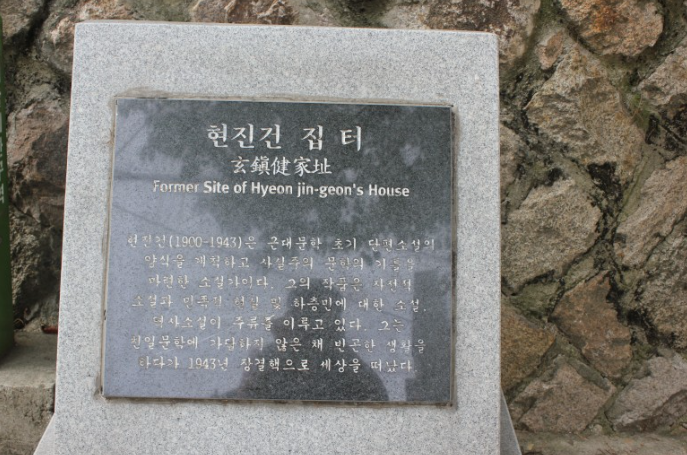 현진건 집 터
玄鎭健家址
Former Site of Hyeon jin-geon's House
현진건(1900-1943)은 근대문학 초기 단편소설의
양식을 개척하고 사실주의 문학의 기틀을
마련한 소설가이다. 그의 작품은 자전적
소설과 민족적 현실 및 하층민에 대한 소설,
역사소설이 주류를 이루고 있다. 그는
친일문학에 가담하지 않은 채 빈곤한 생활을
하다가 1943년 장결핵으로 세상을 떠났다.